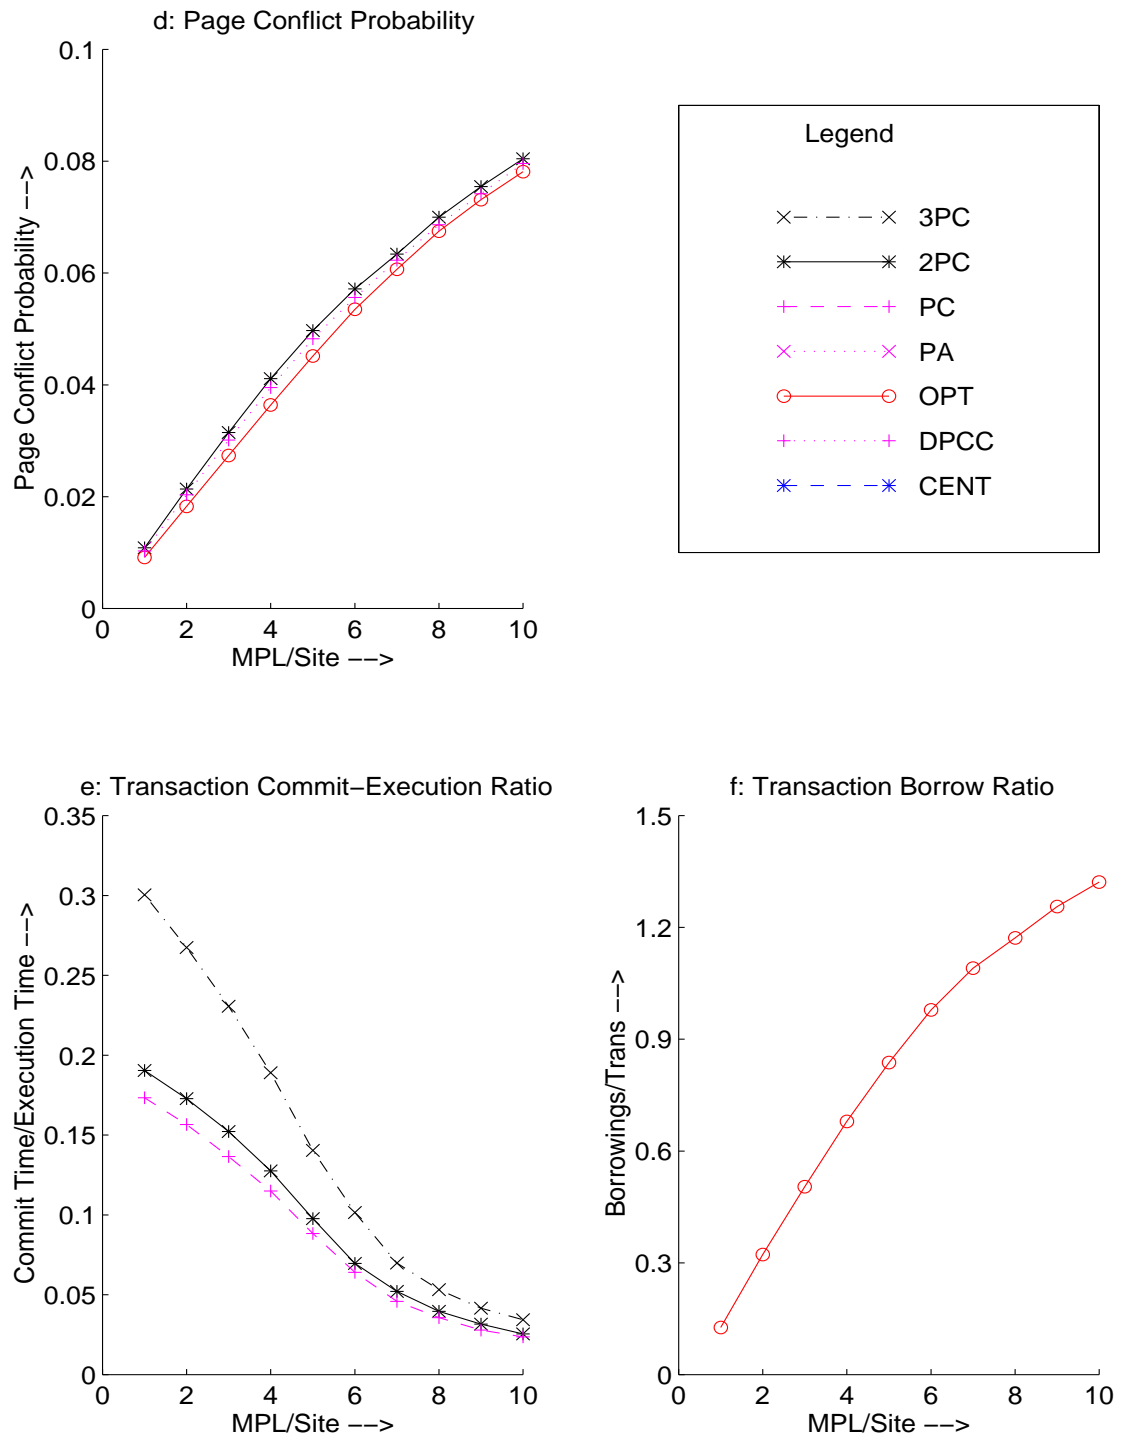 d: Page Conflict Probability
0.1
0.08
0.06
0.04
0.02
0
0 2 4 6 8 10
Page Conflict Probability −−>
MPL/Site −−>
Legend
3PC
2PC
PC
PA
OPT
DPCC
CENT
e: Transaction Commit−Execution Ratio
0.35
0.3
0.25
0.2
0.15
0.1
0.05
0
0 2 4 6 8 10
Commit Time/Execution Time −−>
MPL/Site −−>
f: Transaction Borrow Ratio
1.5
1.2
0.9
0.6
0.3
0
0 2 4 6 8 10
Borrowings/Trans −−>
MPL/Site −−>